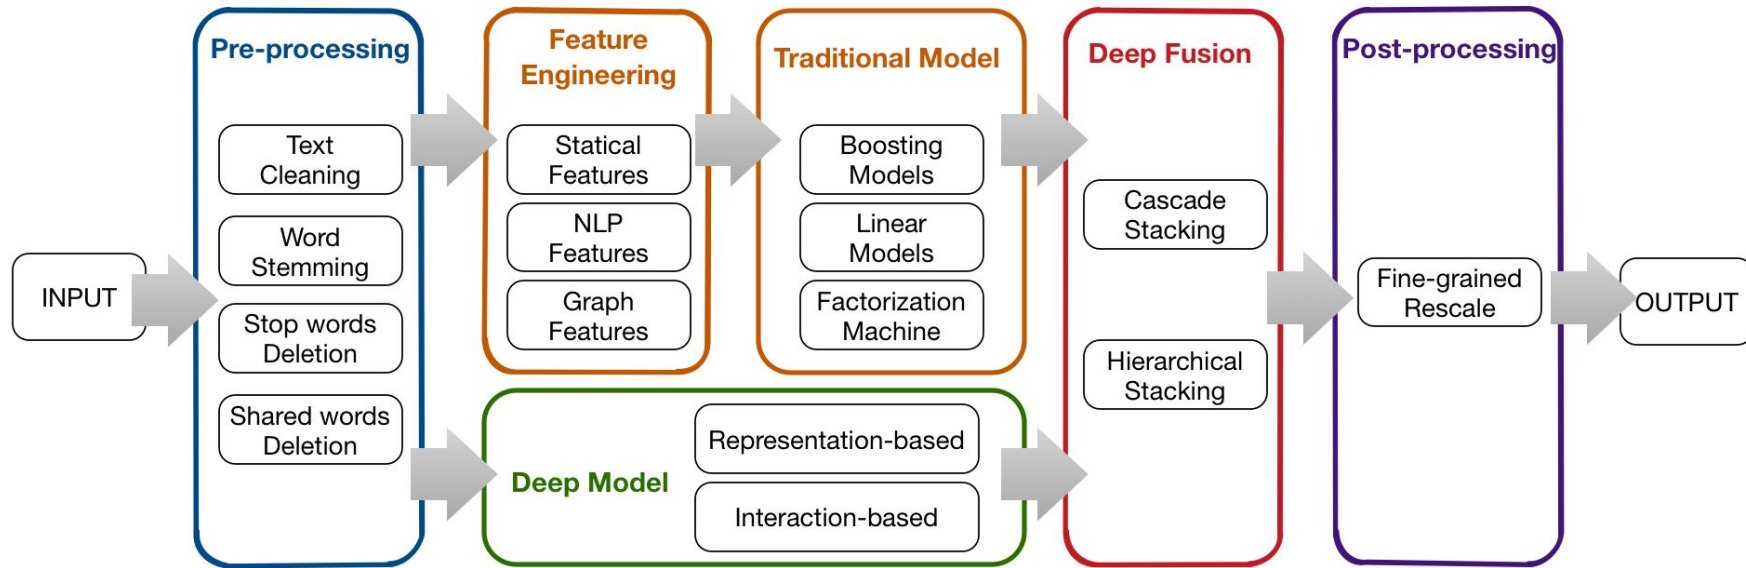 INPUT
Pre-processing
Text
Cleaning
Word
Stemming
Stop words
Deletion
Shared words
Deletion
Feature
Engineering
Statical
Features
NLP
Features
Graph
Features
Traditional Model
Boosting
Models
Linear
Models
Factorization
Machine
Deep Model
Representation-based
Interaction-based
Deep Fusion
Cascade
Stacking
Hierarchical
Stacking
Post-processing
Fine-grained
Rescale
OUTPUT